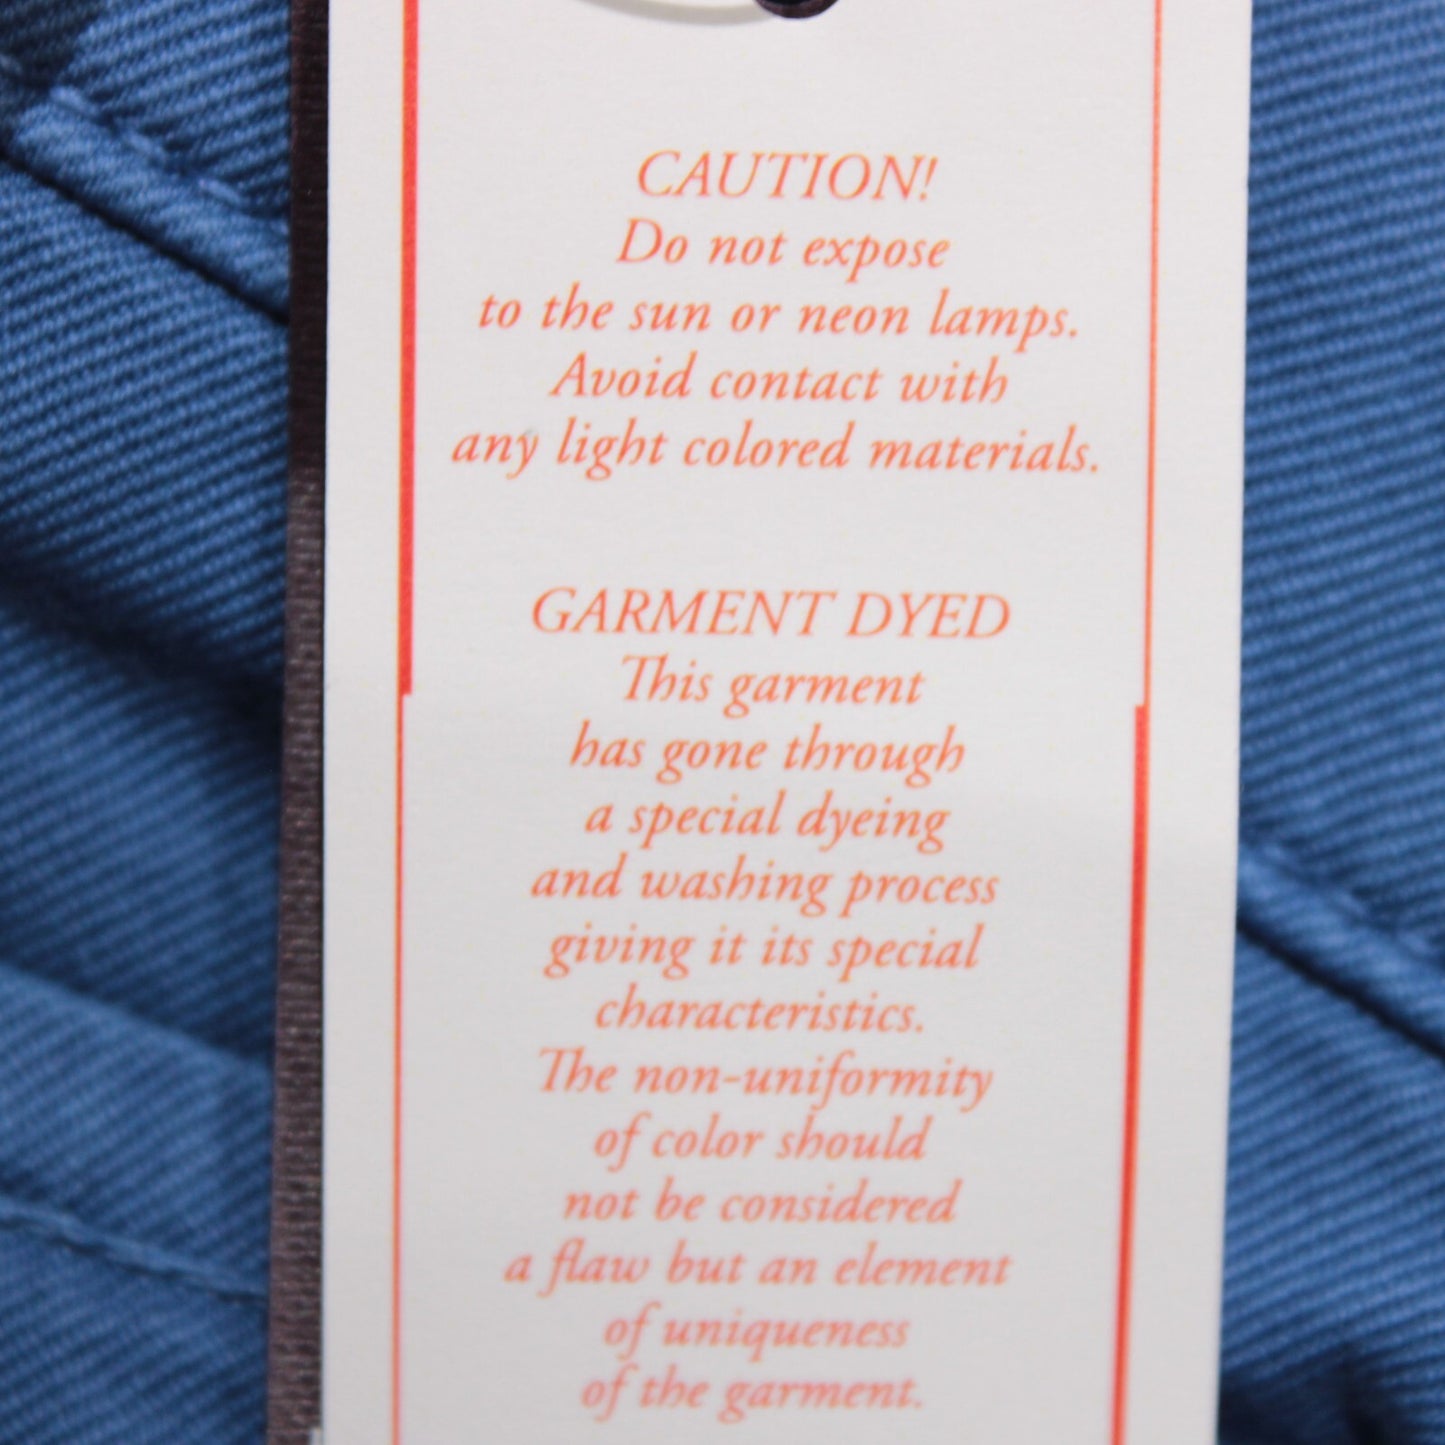 CAUTION!
Do not expose
to the sun or neon lamps.
Avoid contact with
any light colored materials.
GARMENT DYED
This garment
has gone through
a special dyeing
and washing process
giving it its special
characteristics.
The non-uniformity
of color should
not be considered
a flaw but an element
of uniqueness
of the garment.